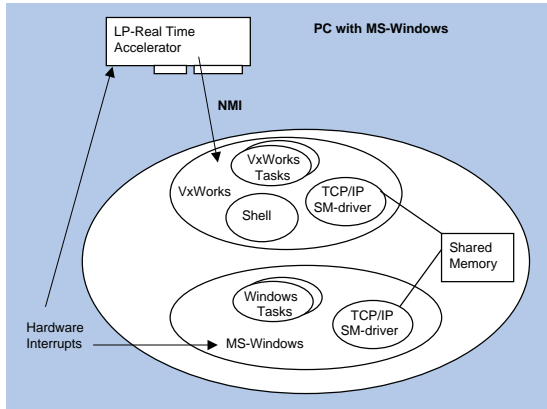 LP-Real Time
Accelerator
PC with MS-Windows
NMI
VxWorks
Tasks
VxWorks
TCP/IP
SM-driver
Shell
Shared
Memory
Windows
Tasks
TCP/IP
SM-driver
Hardware
Interrupts
MS-Windows